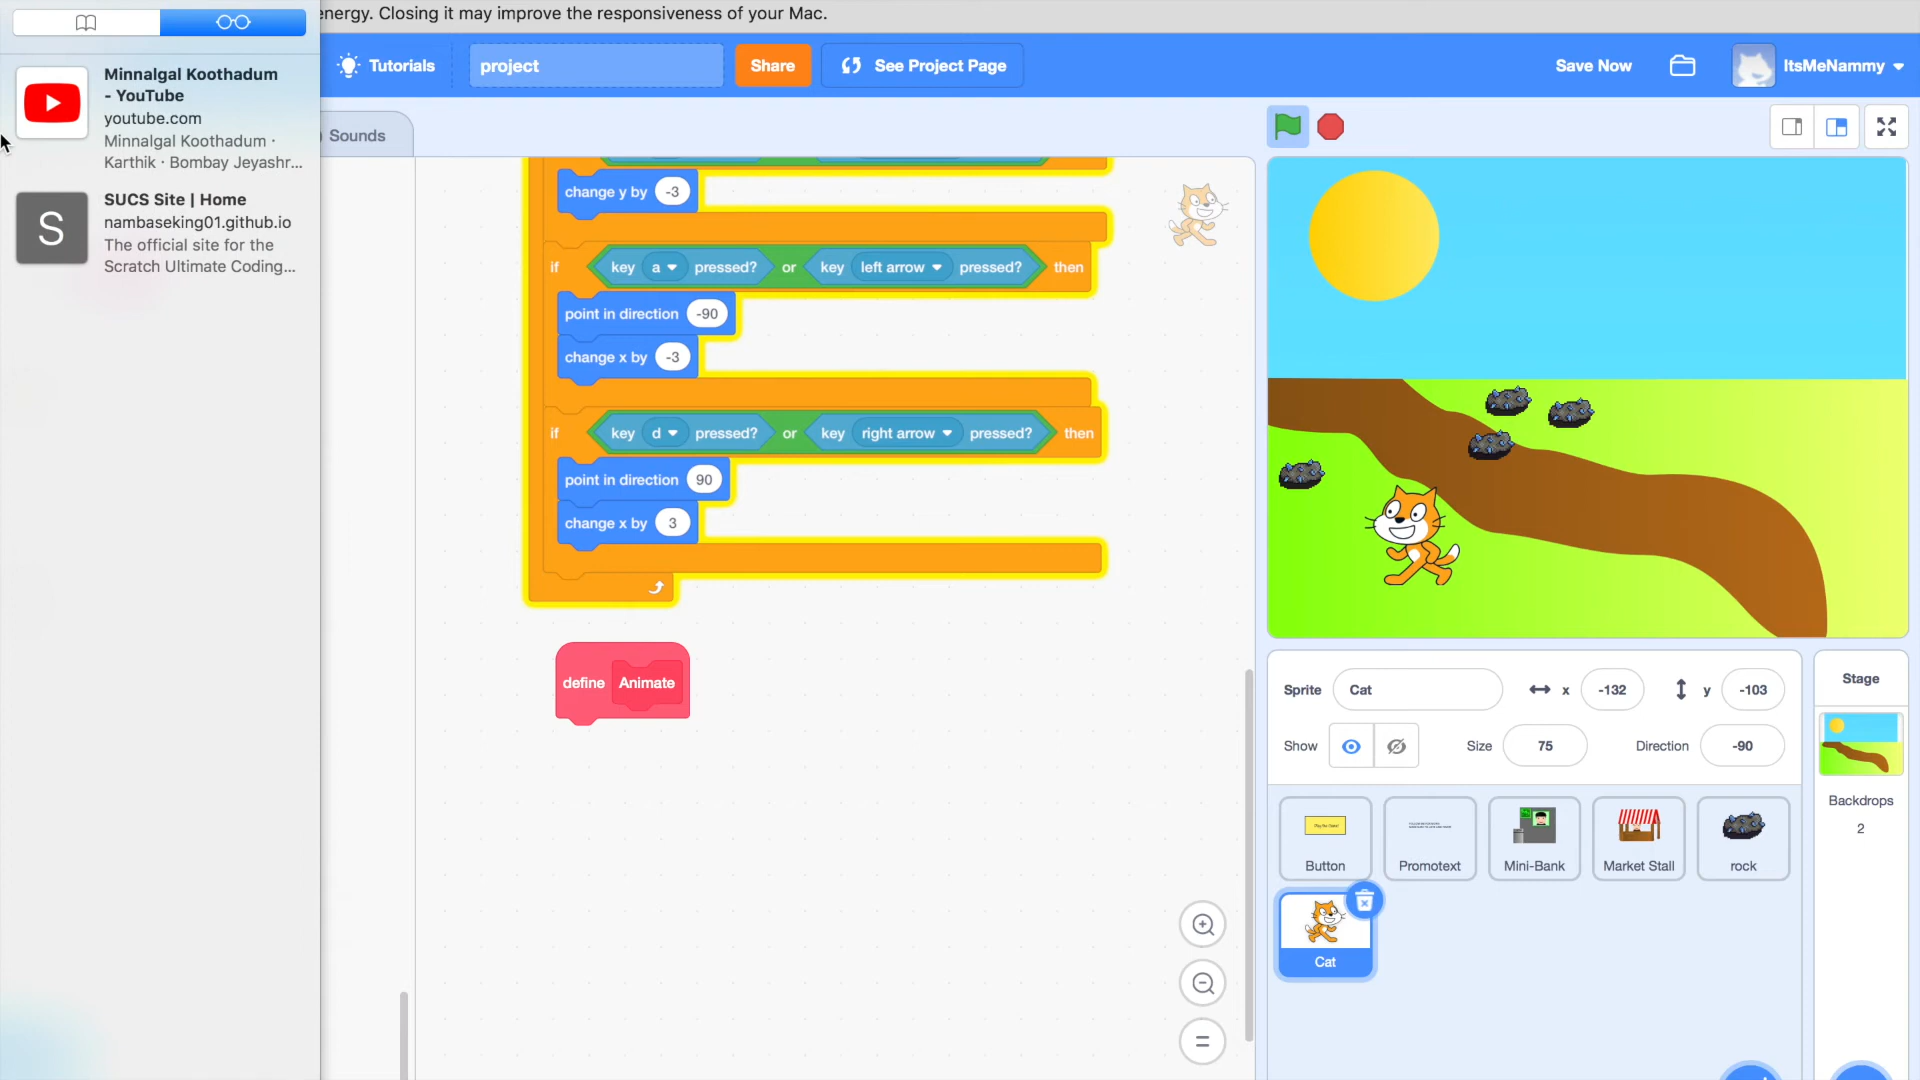 energy. Closing it may improve the responsiveness of your Mac.
Minnalgal Koothadum
- YouTube
youtube.com
Minnalgal Koothadum ·
Karthik · Bombay Jeyashr...
S
SUCS Site | Home
nambaseking01.github.io
The official site for the
Scratch Ultimate Coding...
Tutorials
project
Share
See Project Page
Save Now
ItsMeNammy
Sounds
change y by -3
if key a pressed? or key left arrow pressed? then
point in direction -90
change x by -3
if key d pressed? or key right arrow pressed? then
point in direction 90
change x by 3
define Animate
Sprite Cat x -132 y -103
Show Size 75 Direction -90
Button
Promotext
Mini-Bank
Market Stall
rock
Cat
Stage
Backdrops
2